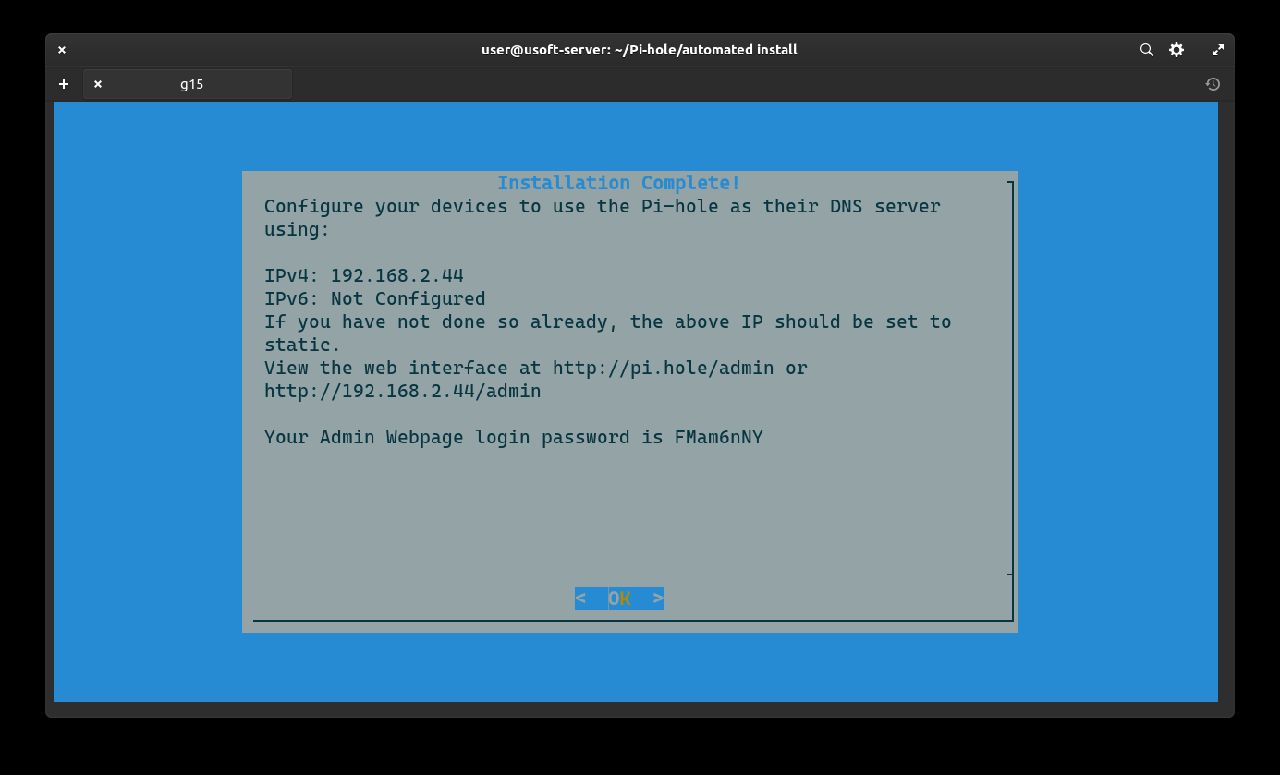 user@usoft-server: ~/Pi-hole/automated install
g15
Installation Complete!
Configure your devices to use the Pi-hole as their DNS server
using:
IPv4: 192.168.2.44
IPv6: Not Configured
If you have not done so already, the above IP should be set to
static.
View the web interface at http://pi.hole/admin or
http://192.168.2.44/admin
Your Admin Webpage login password is FMam6nNY
< OK >